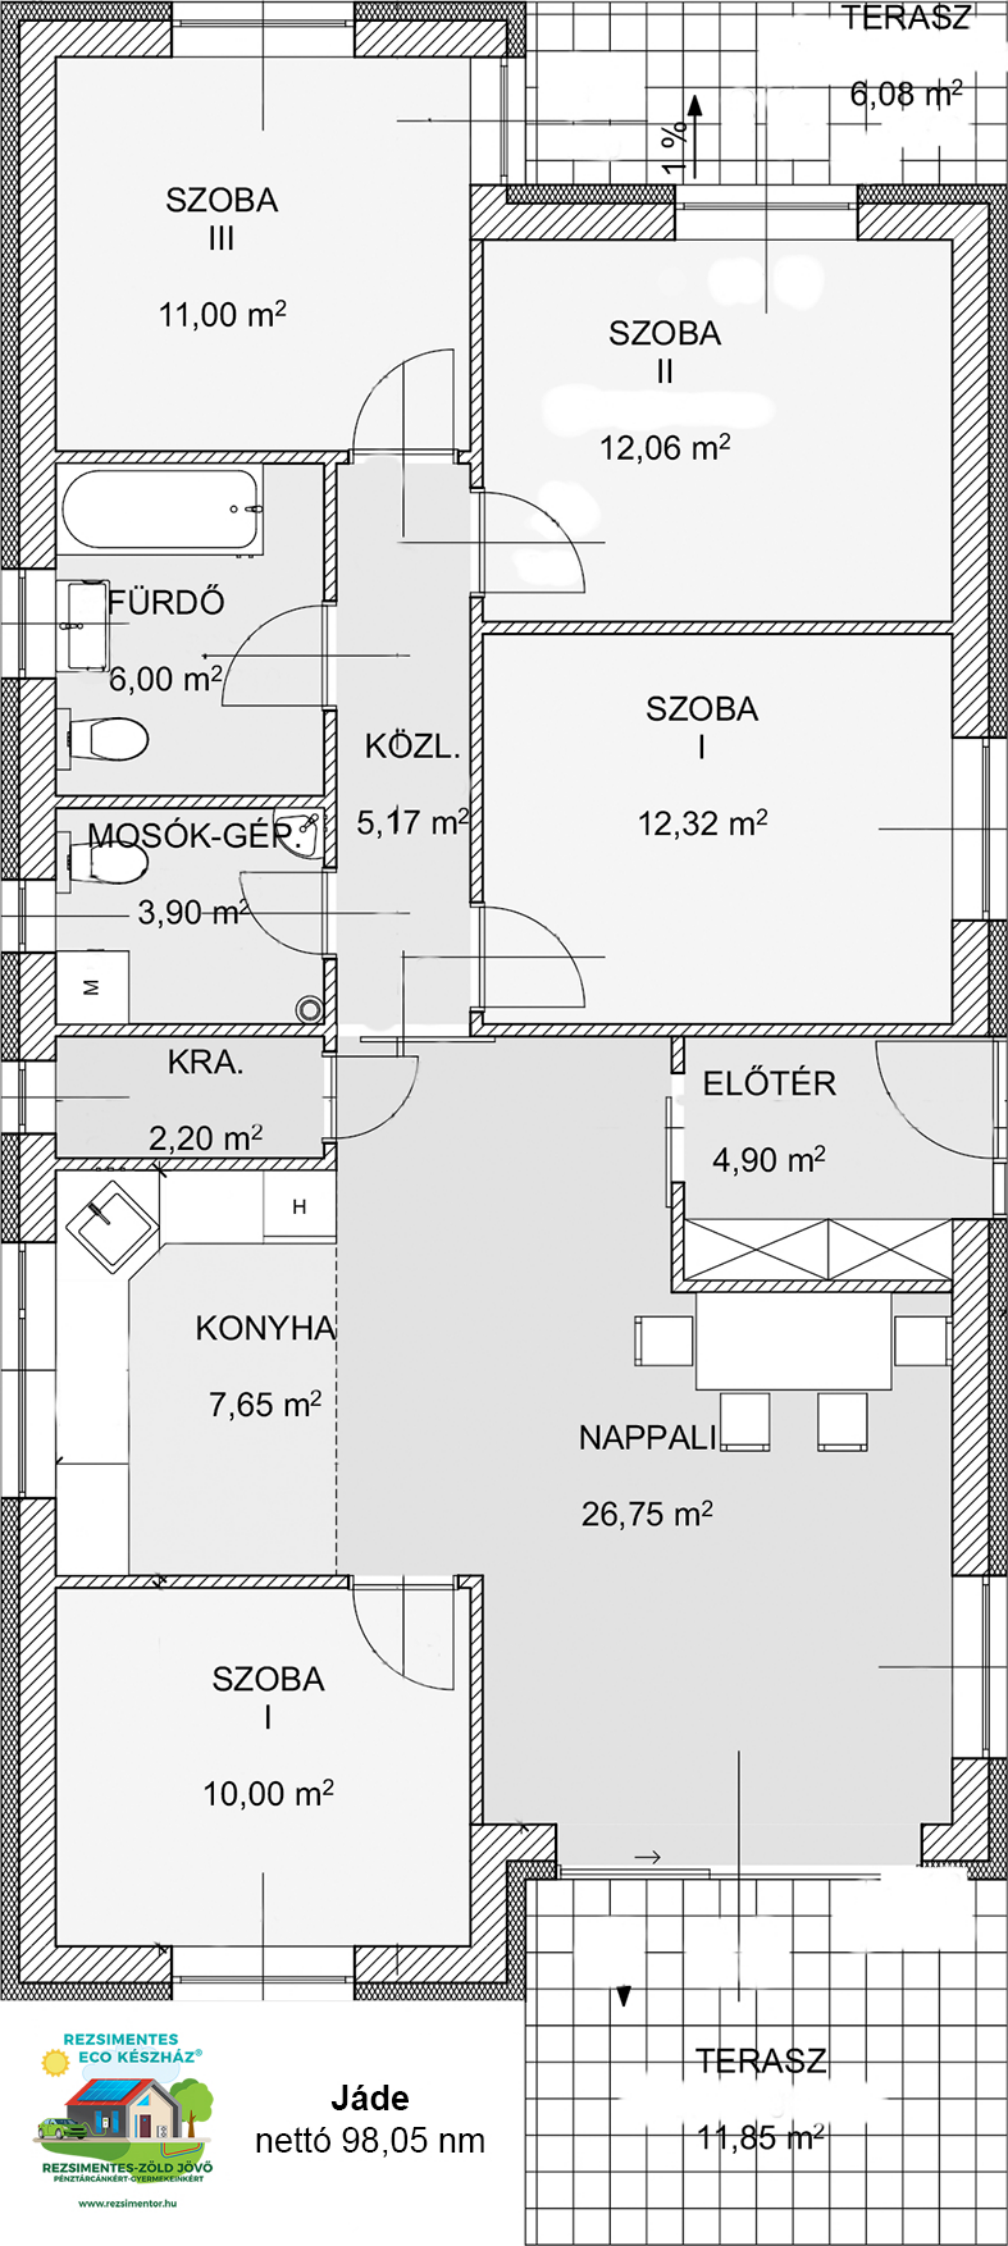 TERASZ
6,08 m²
1 %
SZOBA
III
11,00 m²
SZOBA
II
12,06 m²
FÜRDŐ
6,00 m²
SZOBA
I
12,32 m²
KÖZL.
5,17 m²
MOSÓK-GÉP.
3,90 m²
M
KRA.
2,20 m²
ELŐTÉR
4,90 m²
H
KONYHA
7,65 m²
NAPPALI
26,75 m²
SZOBA
I
10,00 m²
TERASZ
11,85 m²
REZSIMENTES
ECO KÉSZHÁZ®
REZSIMENTES-ZÖLD JÖVŐ
PÉNZTÁRCÁNKÉRT-GYERMEKEINKÉRT
www.rezsimentor.hu
Jáde
nettó 98,05 nm